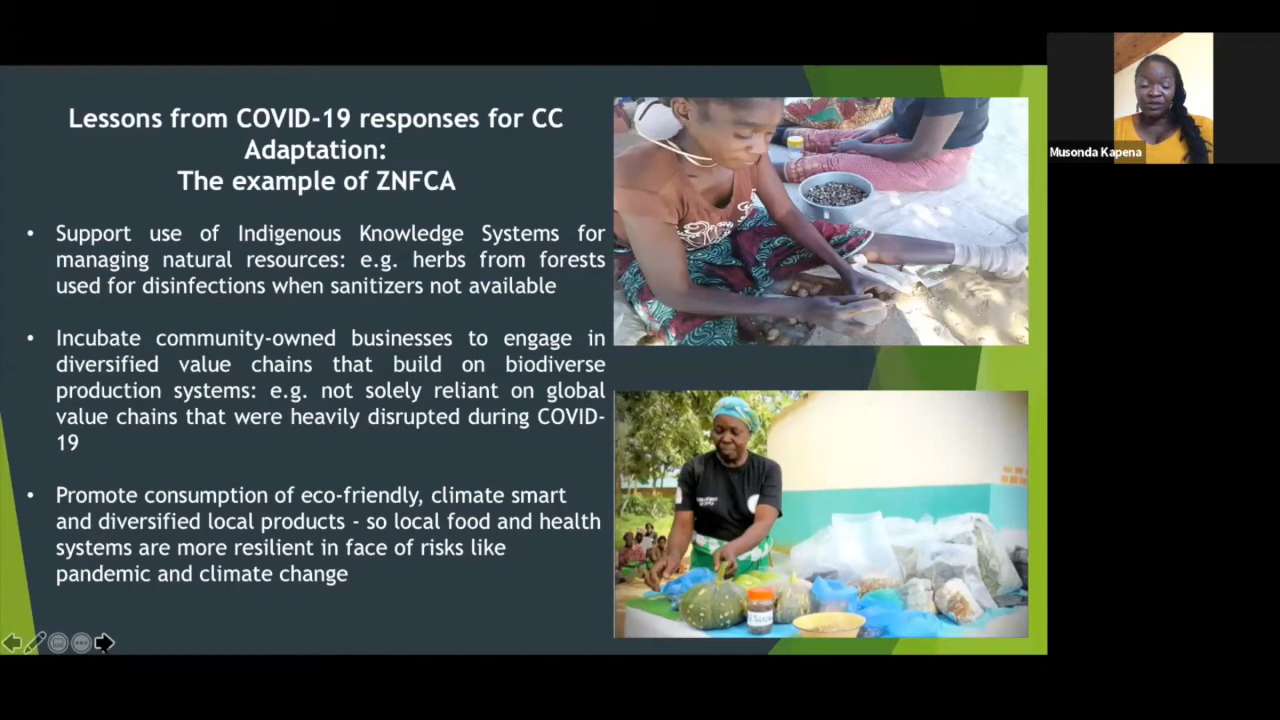 Lessons from COVID-19 responses for CC
Adaptation:
The example of ZNFCA
• Support use of Indigenous Knowledge Systems for
managing natural resources: e.g. herbs from forests
used for disinfections when sanitizers not available
• Incubate community-owned businesses to engage in
diversified value chains that build on biodiverse
production systems: e.g. not solely reliant on global
value chains that were heavily disrupted during COVID-
19
• Promote consumption of eco-friendly, climate smart
and diversified local products - so local food and health
systems are more resilient in face of risks like
pandemic and climate change
Musonda Kapena